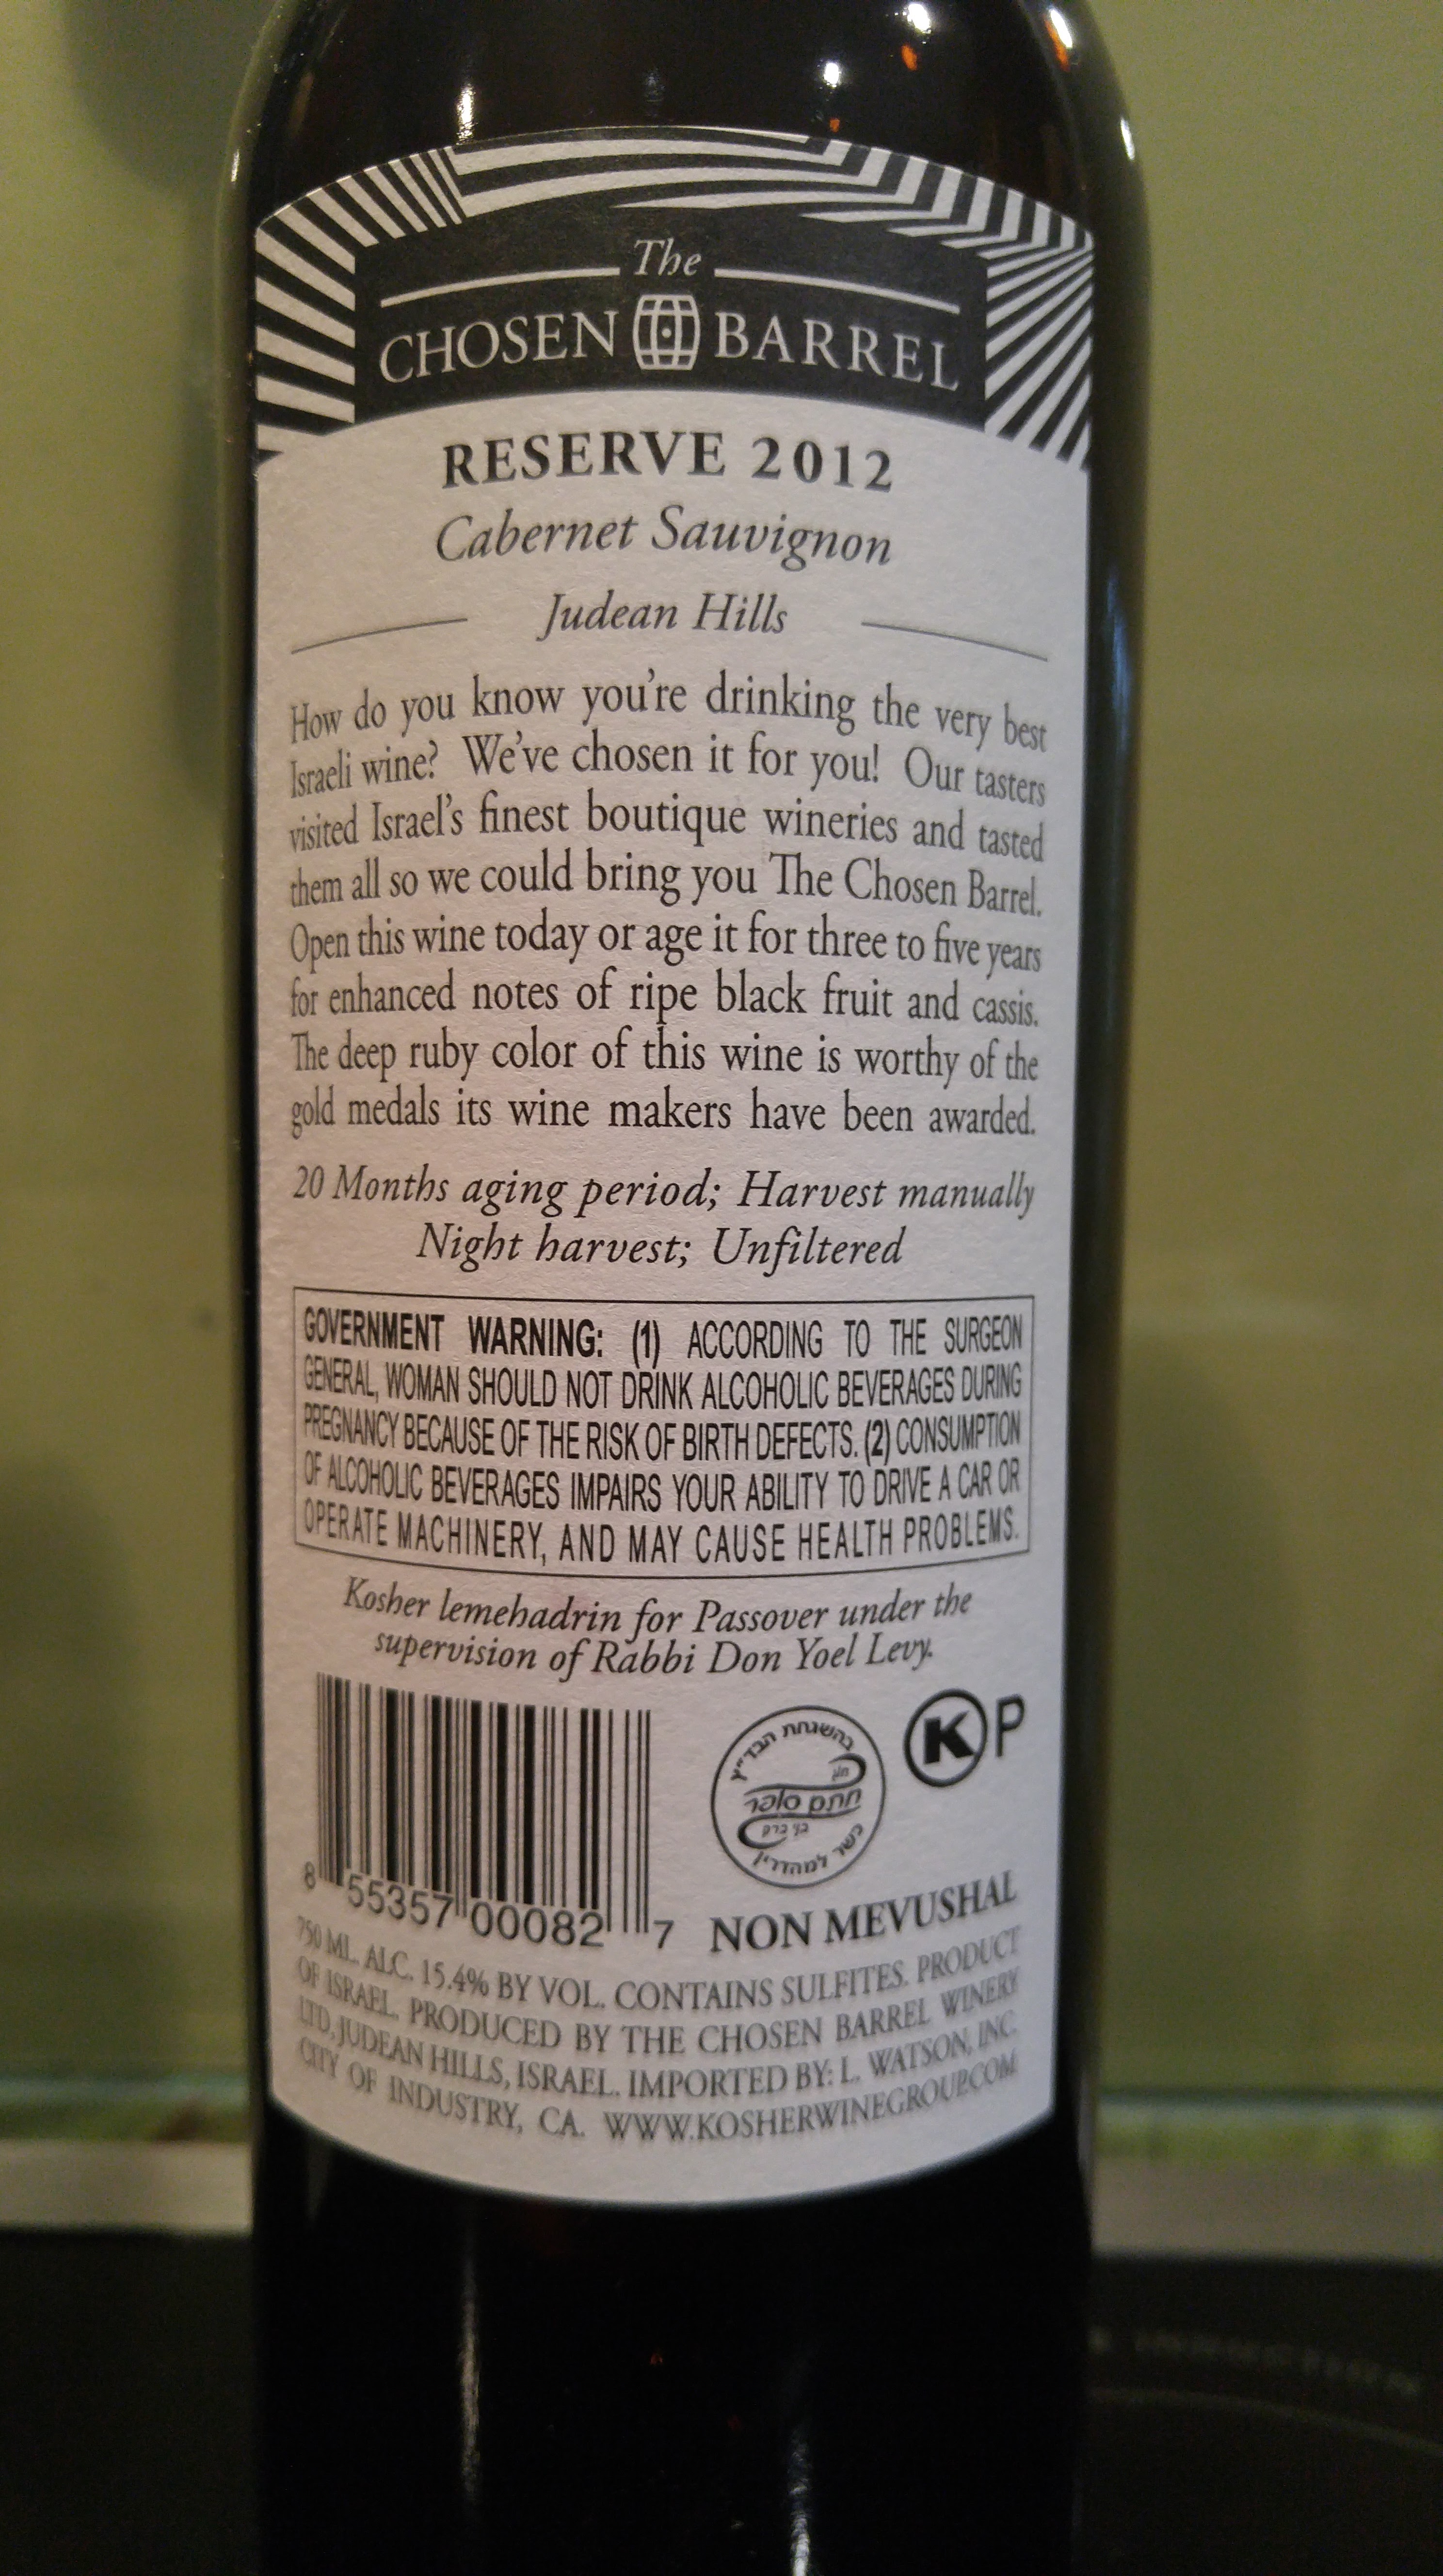 The
CHOSEN BARREL
RESERVE 2012
Cabernet Sauvignon
Judean Hills
How do you know you're drinking the very best
Israeli wine? We've chosen it for you! Our tasters
visited Israel's finest boutique wineries and tasted
them all so we could bring you The Chosen Barrel.
Open this wine today or age it for three to five years
for enhanced notes of ripe black fruit and cassis.
The deep ruby color of this wine is worthy of the
gold medals its wine makers have been awarded.
20 Months aging period; Harvest manually
Night harvest; Unfiltered
GOVERNMENT WARNING: (1) ACCORDING TO THE SURGEON
GENERAL, WOMAN SHOULD NOT DRINK ALCOHOLIC BEVERAGES DURING
PREGNANCY BECAUSE OF THE RISK OF BIRTH DEFECTS. (2) CONSUMPTION
OF ALCOHOLIC BEVERAGES IMPAIRS YOUR ABILITY TO DRIVE A CAR OR
OPERATE MACHINERY, AND MAY CAUSE HEALTH PROBLEMS.
Kosher lemehadrin for Passover under the
supervision of Rabbi Don Yoel Levy.
בהשגחת הבד"ץ
חתם סופר
בני ברק
כשר למהדרין
K P
8 55357 00082 7
NON MEVUSHAL
750 ML. ALC. 15.4% BY VOL. CONTAINS SULFITES. PRODUCT
OF ISRAEL. PRODUCED BY THE CHOSEN BARREL WINERY
LTD, JUDEAN HILLS, ISRAEL. IMPORTED BY: L. WATSON, INC.
CITY OF INDUSTRY, CA. WWW.KOSHERWINEGROUP.COM